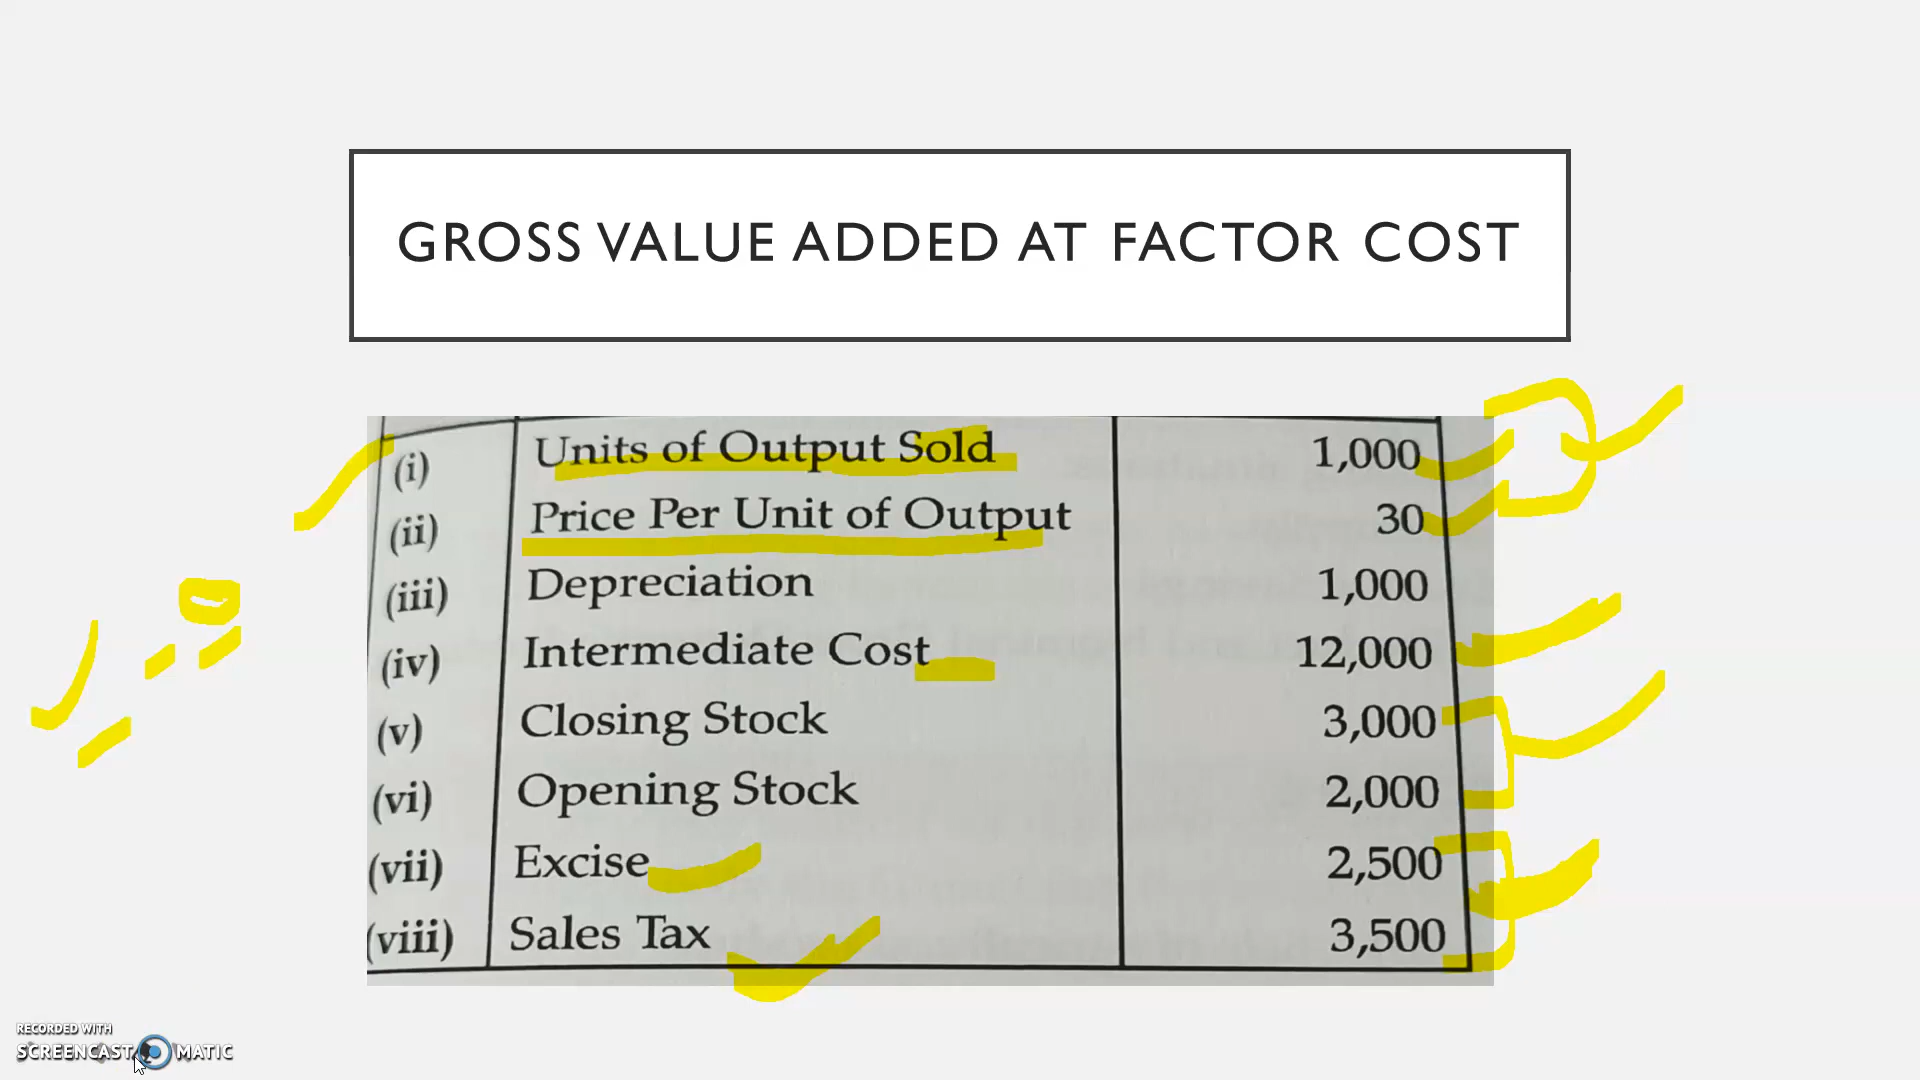 GROSS VALUE ADDED AT FACTOR COST
(i) Units of Output Sold 1,000
(ii) Price Per Unit of Output 30
(iii) Depreciation 1,000
(iv) Intermediate Cost 12,000
(v) Closing Stock 3,000
(vi) Opening Stock 2,000
(vii) Excise 2,500
(viii) Sales Tax 3,500
RECORDED WITH
SCREENCAST MATIC